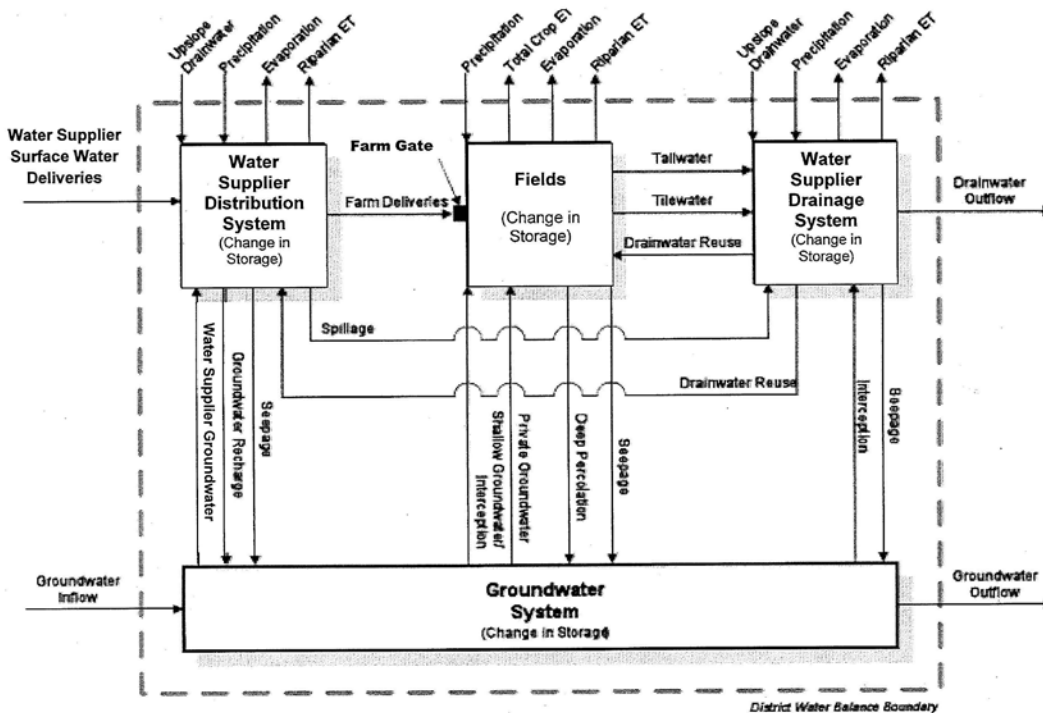 Upslope
Drainwater
Precipitation
Evaporation
Riparian ET
Precipitation
Total Crop ET
Evaporation
Riparian ET
Upslope
Drainwater
Precipitation
Evaporation
Riparian ET
Water Supplier
Surface Water
Deliveries
Water
Supplier
Distribution
System
(Change in
Storage)
Farm Gate
Farm Deliveries
Fields
(Change in
Storage)
Tailwater
Tilewater
Drainwater Reuse
Water
Supplier
Drainage
System
(Change in
Storage)
Drainwater
Outflow
Spillage
Drainwater Reuse
Water Supplier Groundwater
Groundwater Recharge
Seepage
Shallow Groundwater/
Interception
Private Groundwater
Deep Percolation
Seepage
Interception
Seepage
Groundwater
Inflow
Groundwater
System
(Change in Storage)
Groundwater
Outflow
District Water Balance Boundary